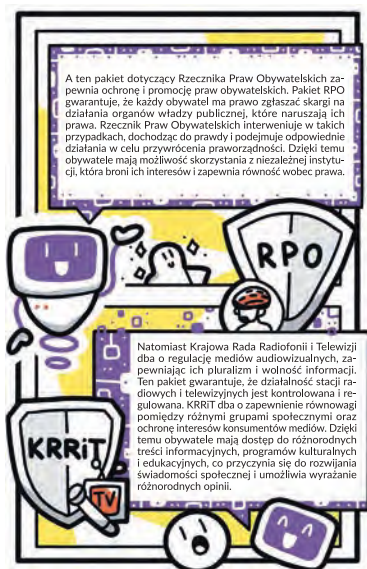 A ten pakiet dotyczący Rzecznika Praw Obywatelskich za-
pewnia ochronę i promocję praw obywatelskich. Pakiet RPO
gwarantuje, że każdy obywatel ma prawo zgłaszać skargi na
działania organów władzy publicznej, które naruszają ich
prawa. Rzecznik Praw Obywatelskich interweniuje w takich
przypadkach, dochodząc do prawdy i podejmuje odpowiednie
działania w celu przywrócenia praworządności. Dzięki temu
obywatele mają możliwość skorzystania z niezależnej instytu-
cji, która broni ich interesów i zapewnia równość wobec prawa.
RPO
Natomiast Krajowa Rada Radiofonii i Telewizji
dba o regulację mediów audiowizualnych, za-
pewniając ich pluralizm i wolność informacji.
Ten pakiet gwarantuje, że działalność stacji ra-
diowych i telewizyjnych jest kontrolowana i re-
gulowana. KRRiT dba o zapewnienie równowagi
pomiędzy różnymi grupami społecznymi oraz
ochronę interesów konsumentów mediów. Dzięki
temu obywatele mają dostęp do różnorodnych
treści informacyjnych, programów kulturalnych
i edukacyjnych, co przyczynia się do rozwijania
świadomości społecznej i umożliwia wyrażanie
różnorodnych opinii.
KRRiT
TV